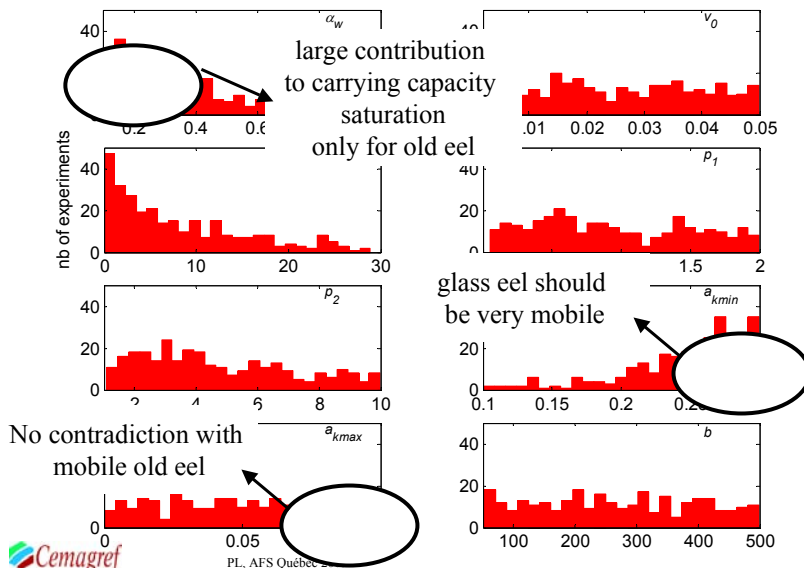 α_w
large contribution
to carrying capacity
saturation
only for old eel
v_0
40
40
20
0.2 0.4 0.6
.01 0.02 0.03 0.04 0.05
nb of experiments
p_1
40
20
0
0 10 20 30
40
20
0
1.5 2
p_2
40
20
0
2 4 6 8 10
glass eel should
be very mobile
a_kmin
40
20
0
0.1 0.15 0.2 0.25
No contradiction with
mobile old eel
a_kmax
0
0 0.05
b
40
20
0
100 200 300 400 500
Cemagref
PL, AFS Québec